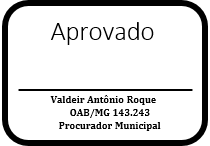 Aprovado
Valdeir Antônio Roque
OAB/MG 143.243
Procurador Municipal